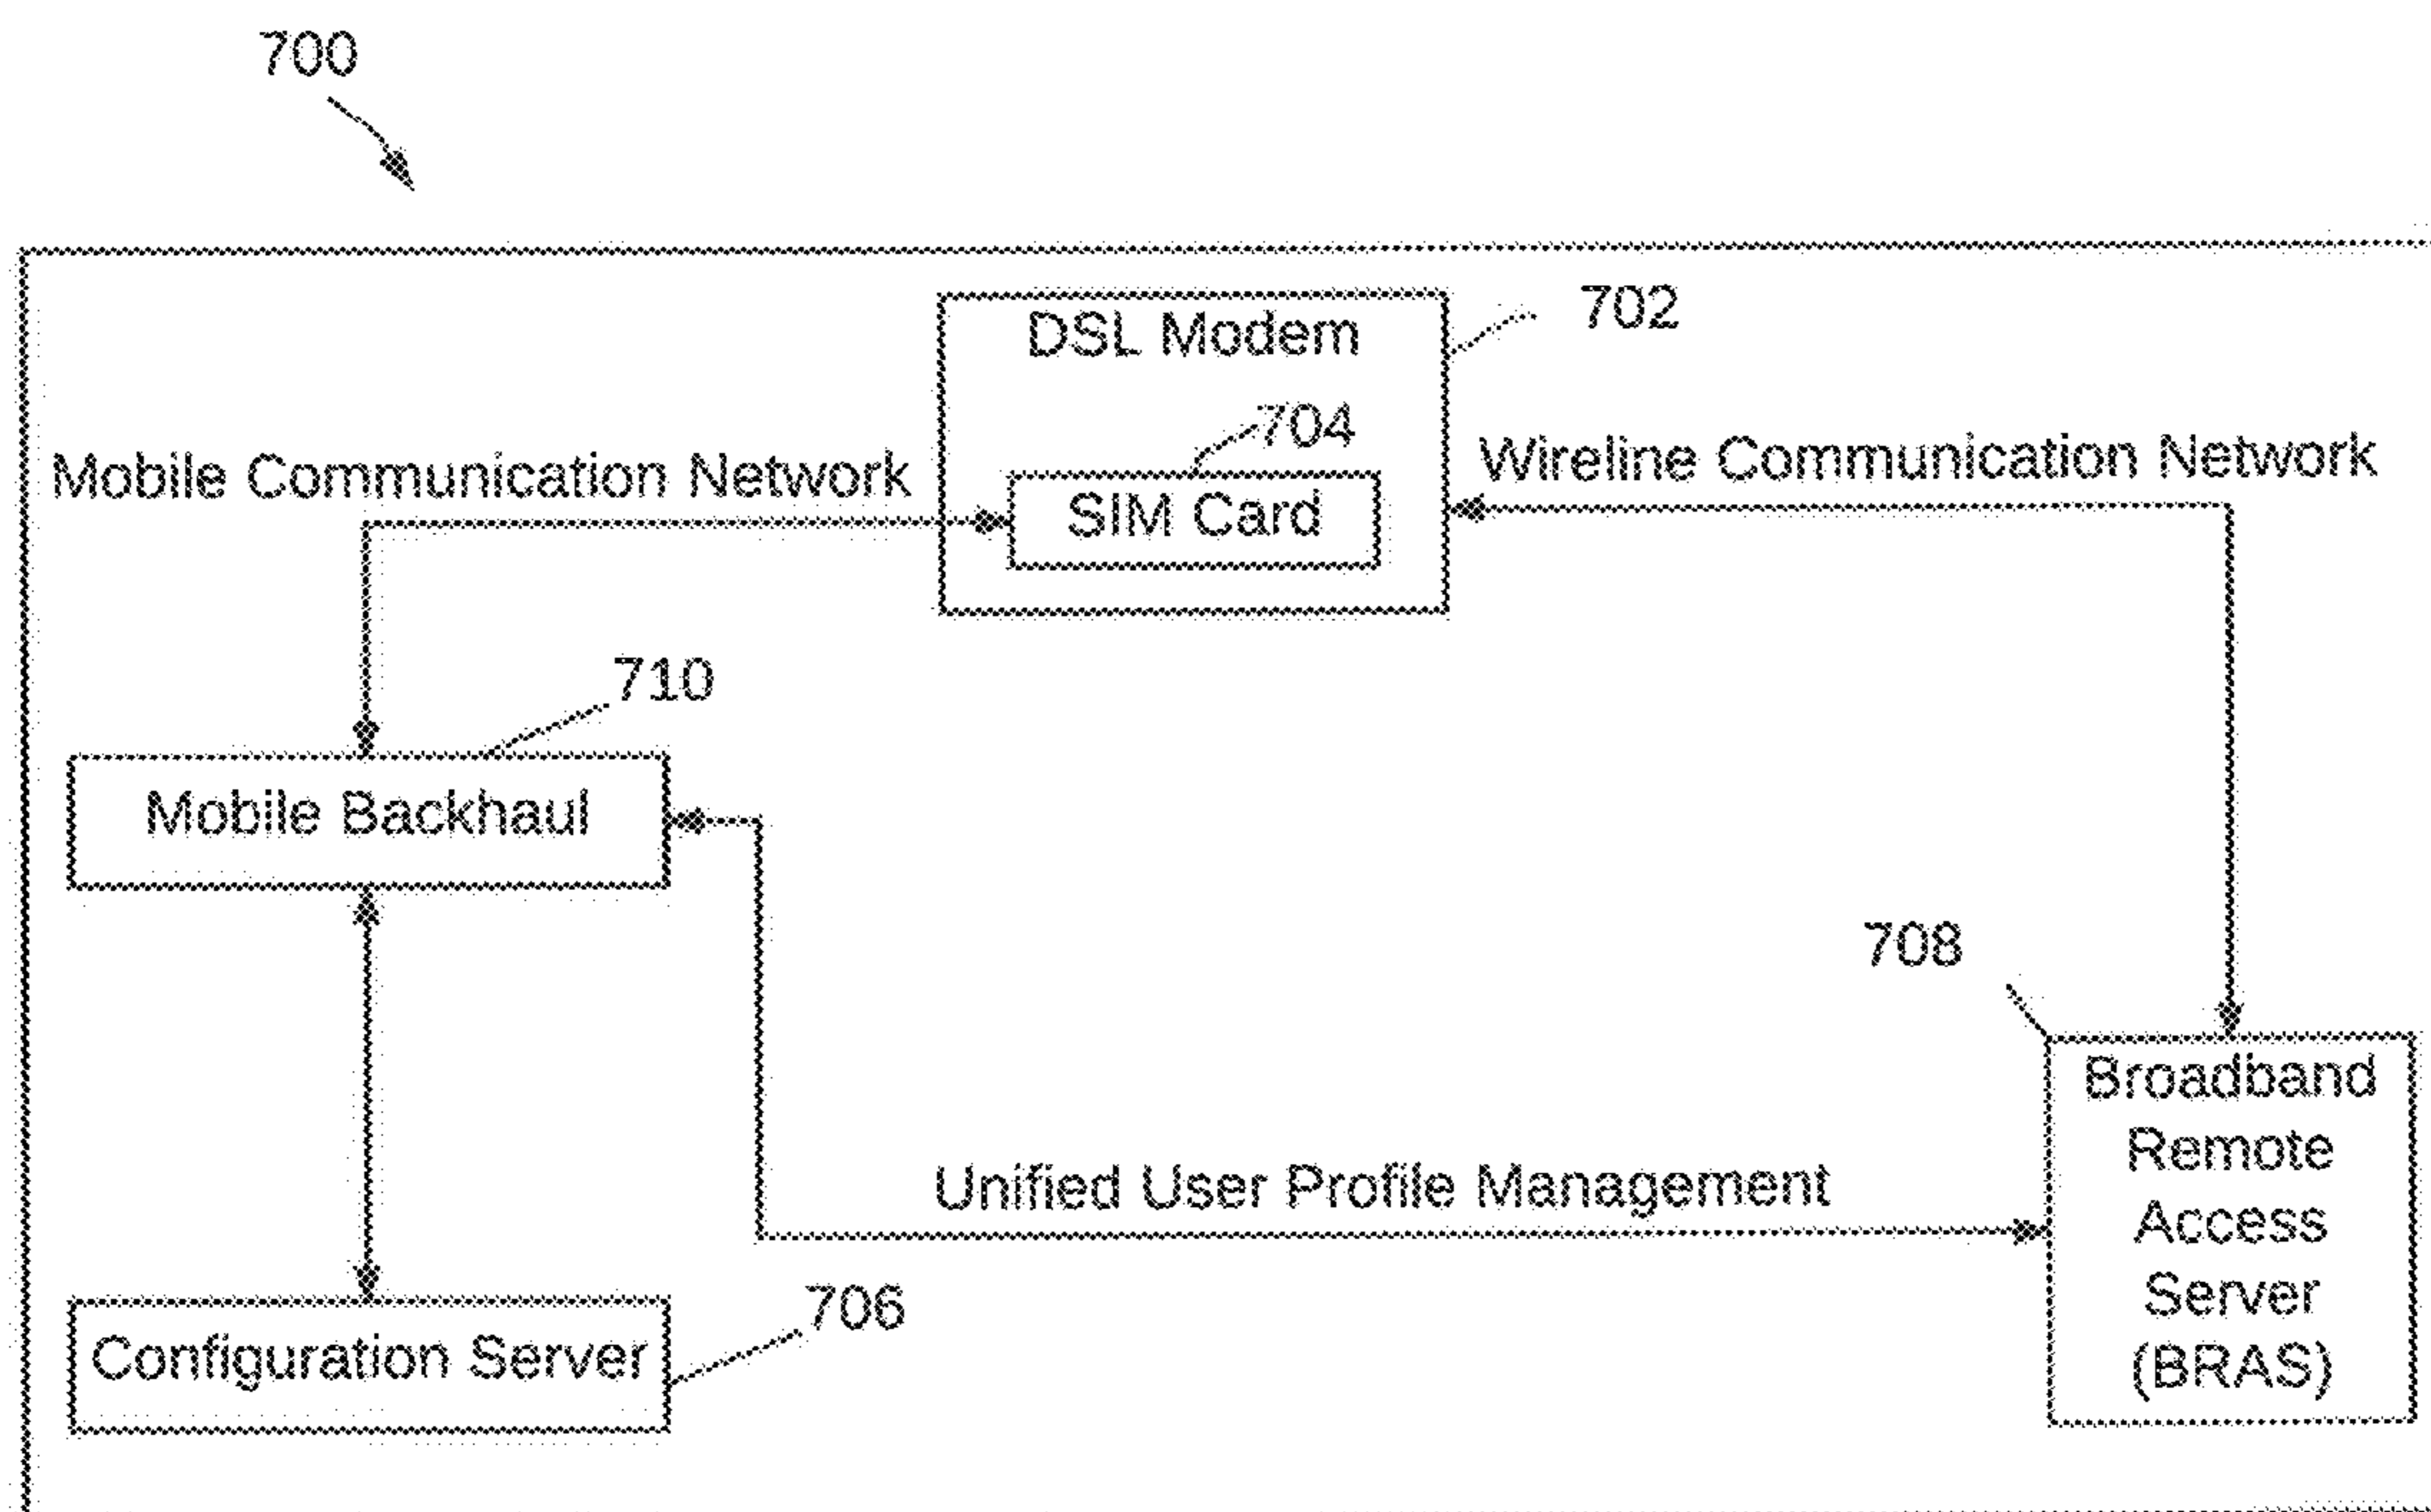 700
702
DSL Modem
704
SIM Card
Mobile Communication Network
Wireline Communication Network
710
Mobile Backhaul
708
Broadband
Remote
Access
Server
(BRAS)
Unified User Profile Management
706
Configuration Server